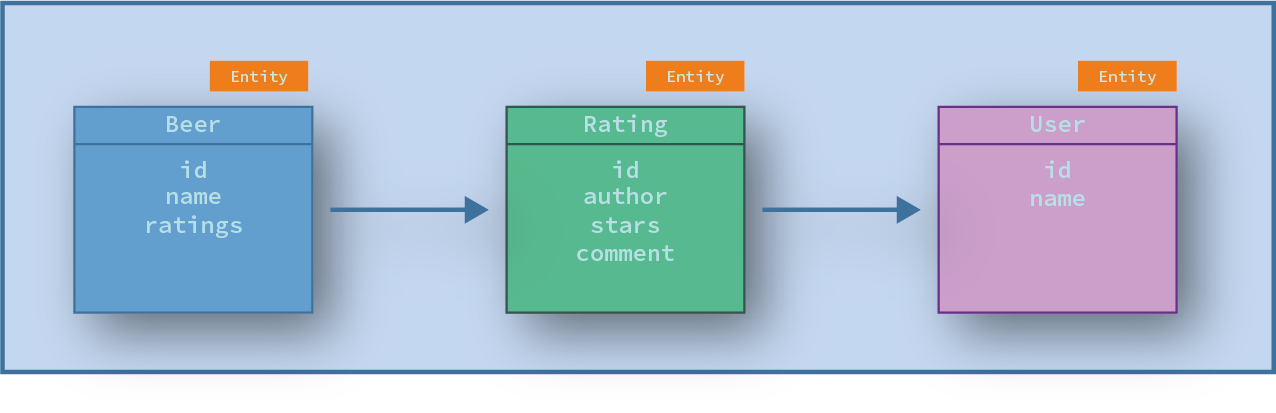 Entity
Beer
id
name
ratings
Entity
Rating
id
author
stars
comment
Entity
User
id
name